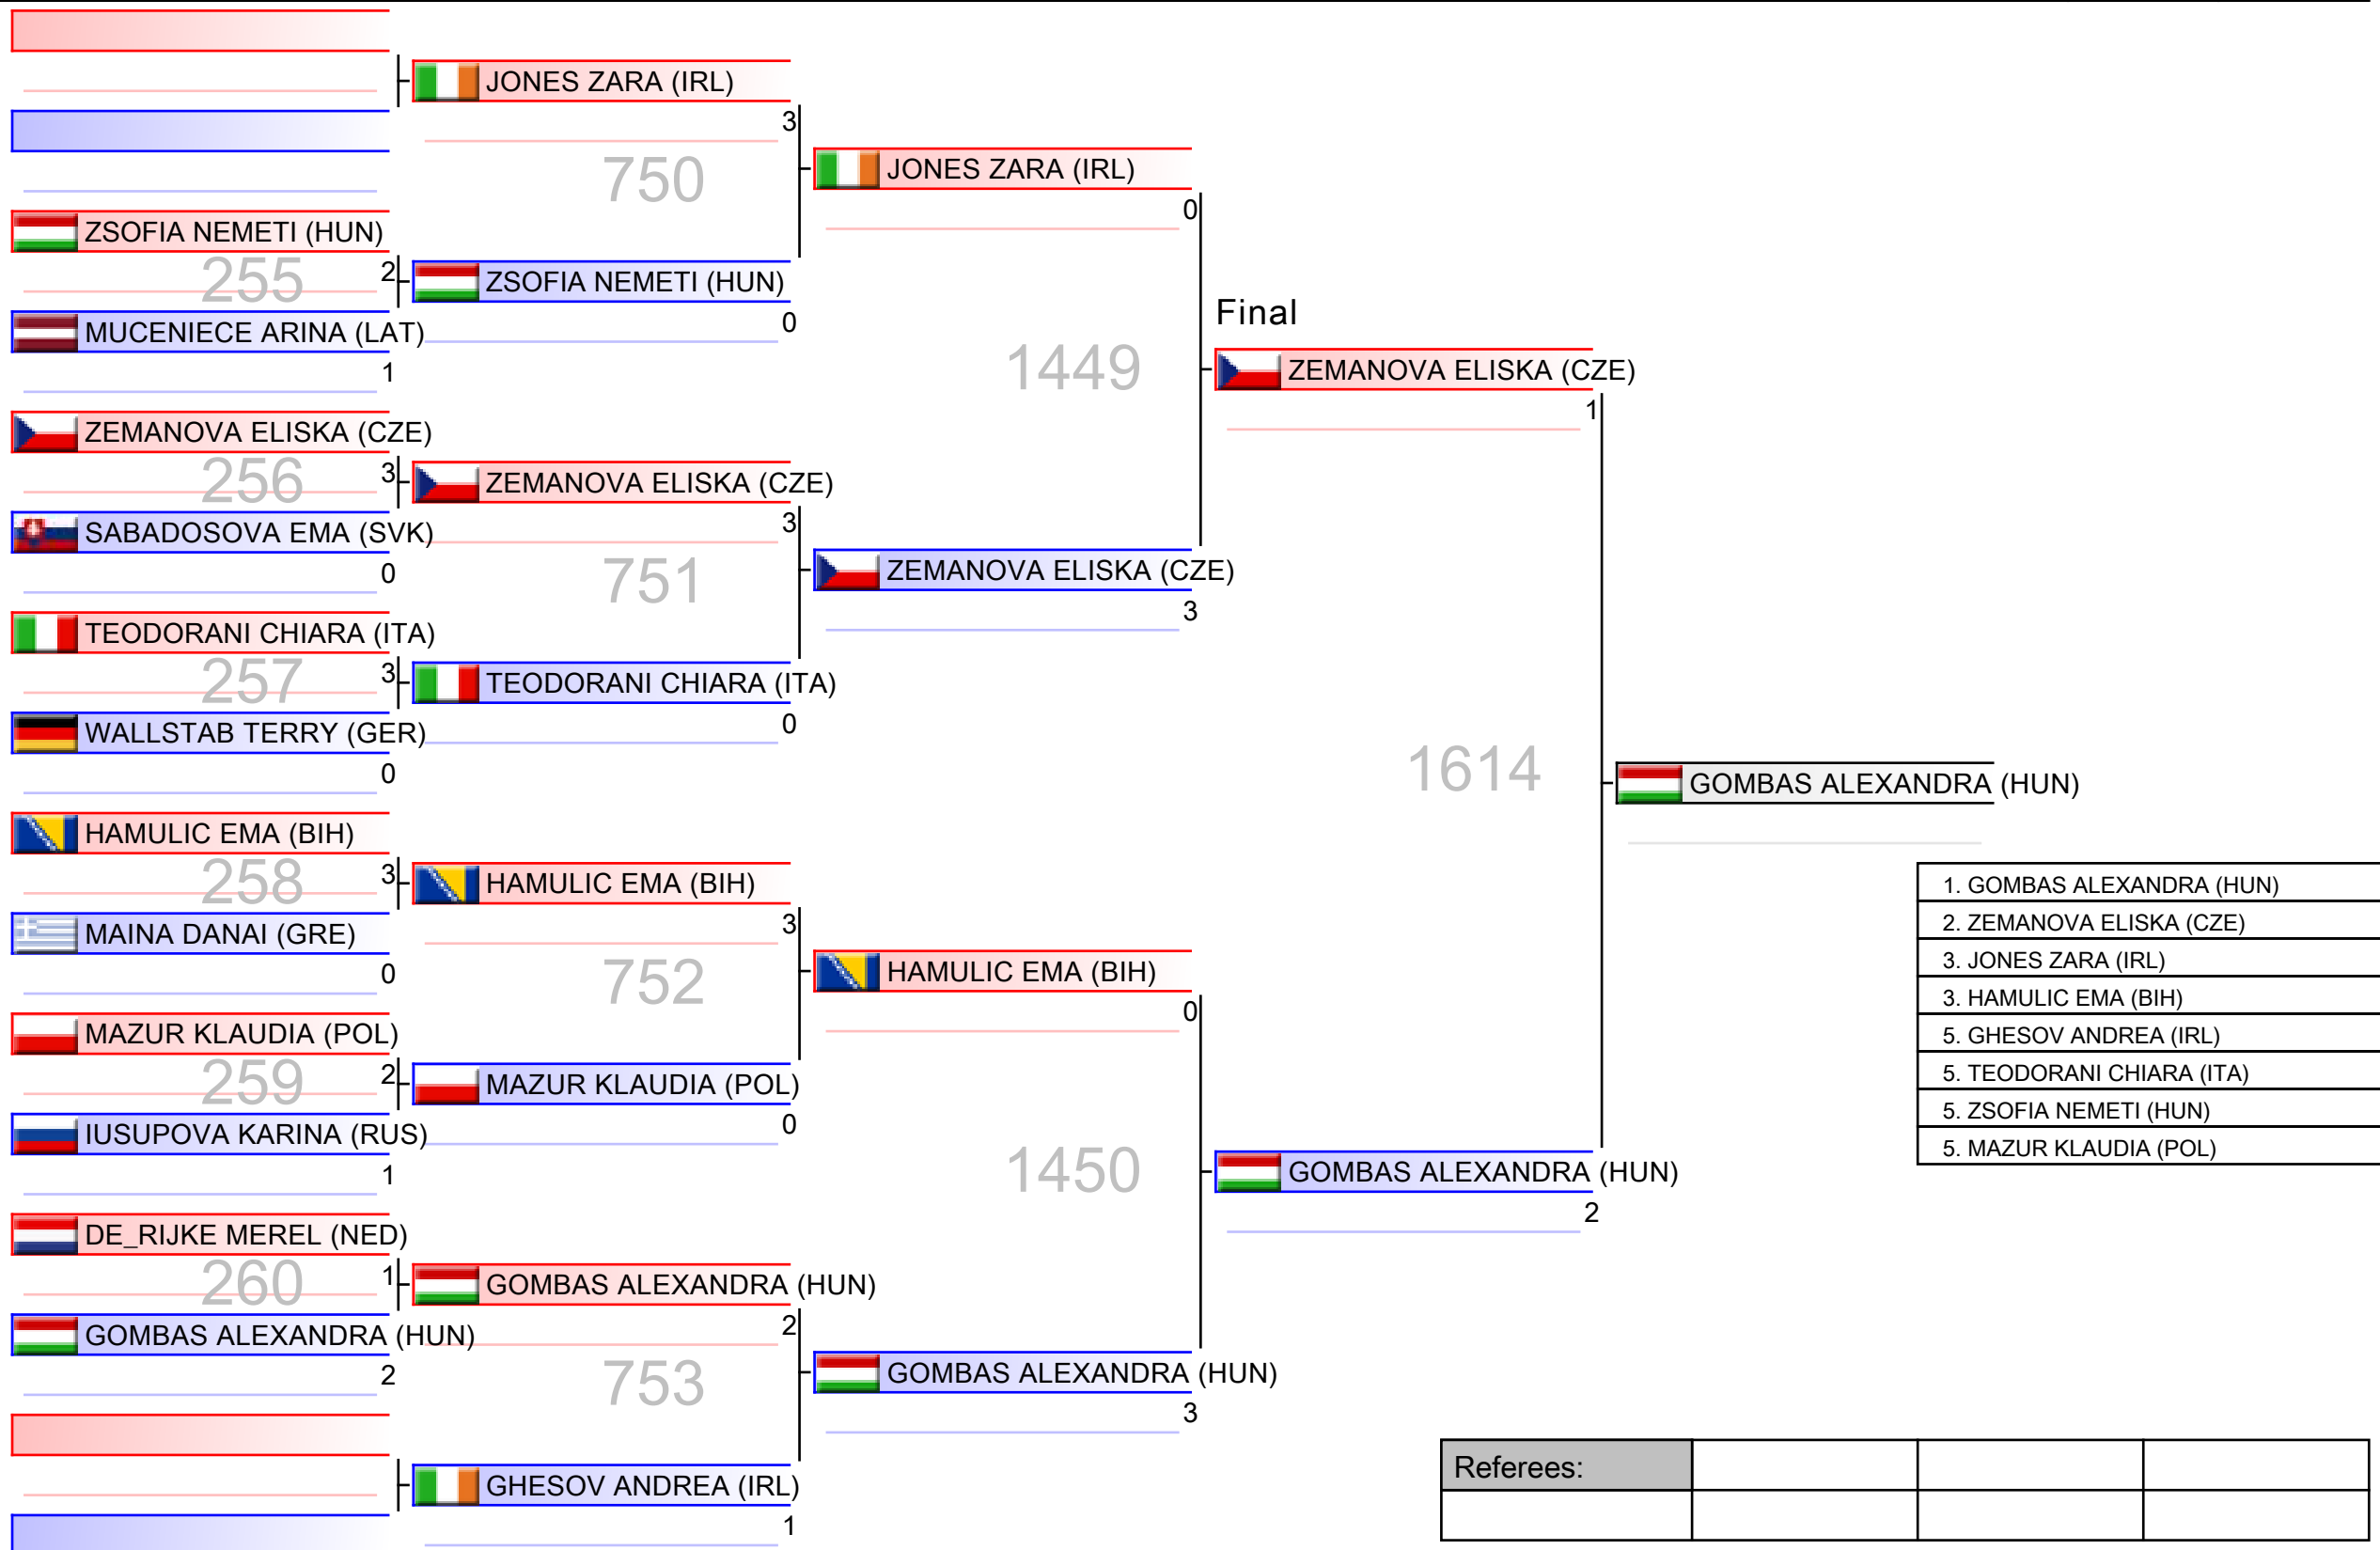 JONES ZARA (IRL)
3
750
ZSOFIA NEMETI (HUN)
255
2
MUCENIECE ARINA (LAT)
1
ZSOFIA NEMETI (HUN)
0
JONES ZARA (IRL)
0
1449
ZEMANOVA ELISKA (CZE)
256
3
SABADOSOVA EMA (SVK)
0
ZEMANOVA ELISKA (CZE)
3
751
TEODORANI CHIARA (ITA)
257
3
WALLSTAB TERRY (GER)
0
TEODORANI CHIARA (ITA)
0
ZEMANOVA ELISKA (CZE)
3
Final
ZEMANOVA ELISKA (CZE)
1
1614
HAMULIC EMA (BIH)
258
3
MAINA DANAI (GRE)
0
HAMULIC EMA (BIH)
3
752
MAZUR KLAUDIA (POL)
259
2
IUSUPOVA KARINA (RUS)
1
MAZUR KLAUDIA (POL)
0
HAMULIC EMA (BIH)
0
1450
DE_RIJKE MEREL (NED)
260
1
GOMBAS ALEXANDRA (HUN)
2
GOMBAS ALEXANDRA (HUN)
2
753
GHESOV ANDREA (IRL)
1
GOMBAS ALEXANDRA (HUN)
3
GOMBAS ALEXANDRA (HUN)
2
GOMBAS ALEXANDRA (HUN)
1. GOMBAS ALEXANDRA (HUN)
2. ZEMANOVA ELISKA (CZE)
3. JONES ZARA (IRL)
3. HAMULIC EMA (BIH)
5. GHESOV ANDREA (IRL)
5. TEODORANI CHIARA (ITA)
5. ZSOFIA NEMETI (HUN)
5. MAZUR KLAUDIA (POL)
Referees: